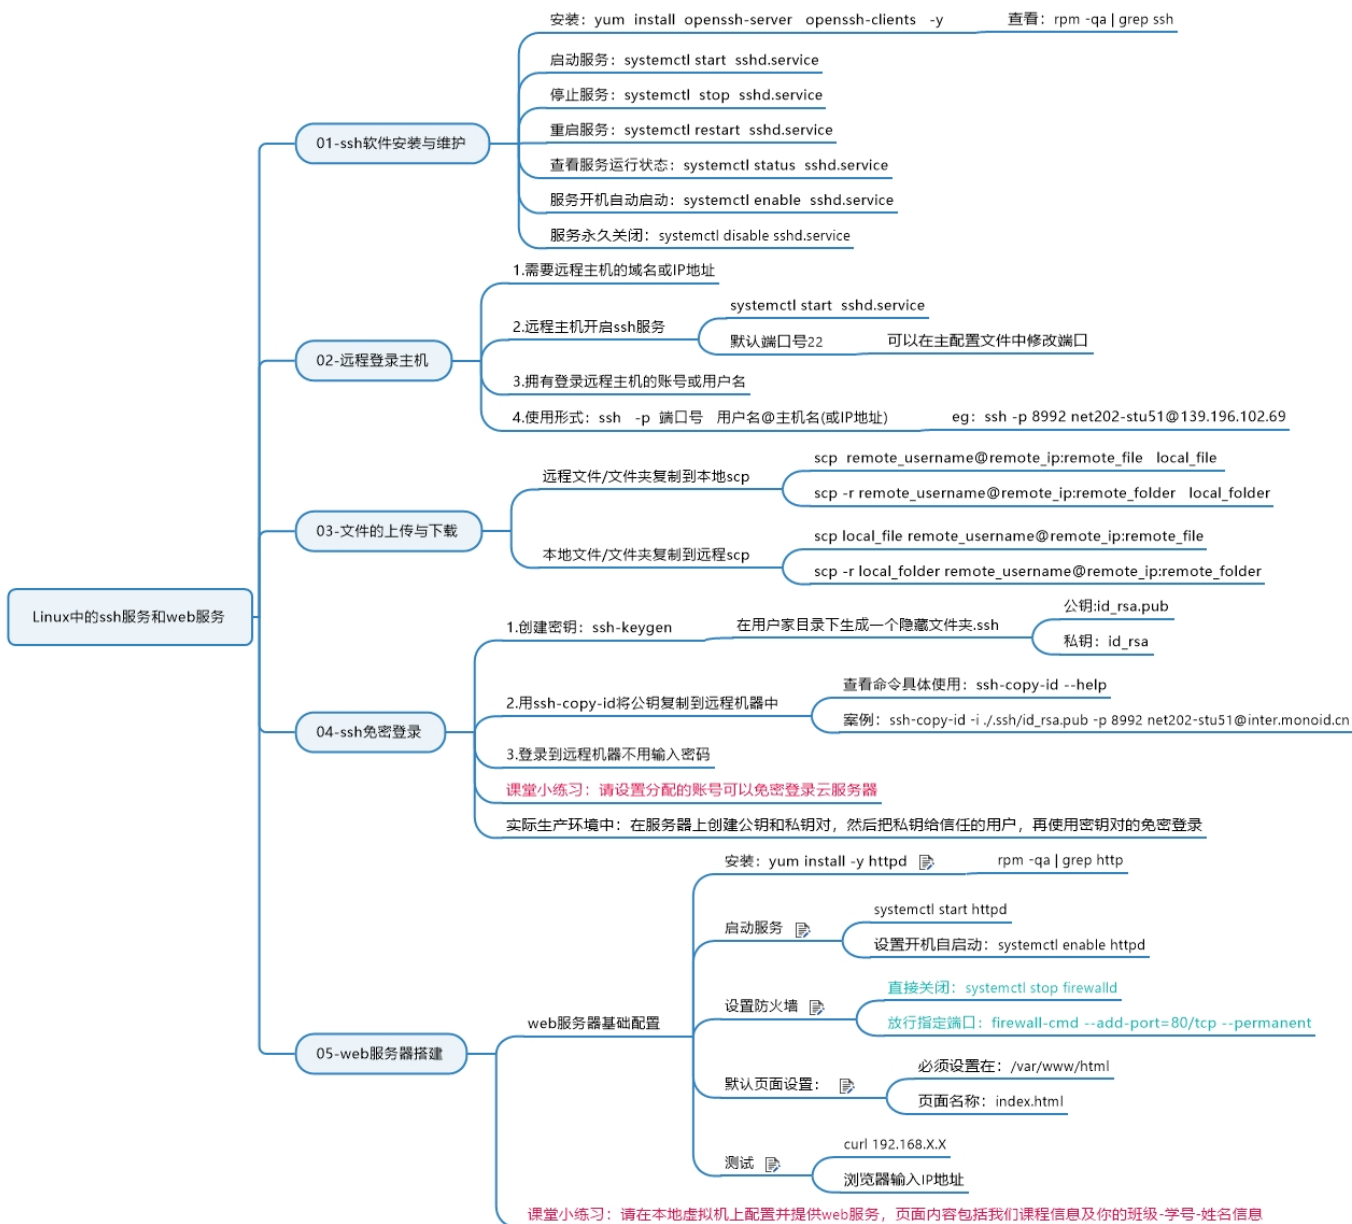 Linux中的ssh服务和web服务
01-ssh软件安装与维护
安装：yum install openssh-server openssh-clients -y
查看：rpm -qa | grep ssh
启动服务：systemctl start sshd.service
停止服务：systemctl stop sshd.service
重启服务：systemctl restart sshd.service
查看服务运行状态：systemctl status sshd.service
服务开机自动启动：systemctl enable sshd.service
服务永久关闭：systemctl disable sshd.service
02-远程登录主机
1.需要远程主机的域名或IP地址
2.远程主机开启ssh服务
systemctl start sshd.service
默认端口号22
可以在主配置文件中修改端口
3.拥有登录远程主机的账号或用户名
4.使用形式：ssh -p 端口号 用户名@主机名(或IP地址)
eg：ssh -p 8992 net202-stu51@139.196.102.69
03-文件的上传与下载
远程文件/文件夹复制到本地scp
scp remote_username@remote_ip:remote_file local_file
scp -r remote_username@remote_ip:remote_folder local_folder
本地文件/文件夹复制到远程scp
scp local_file remote_username@remote_ip:remote_file
scp -r local_folder remote_username@remote_ip:remote_folder
04-ssh免密登录
1.创建密钥：ssh-keygen
在用户家目录下生成一个隐藏文件夹.ssh
公钥:id_rsa.pub
私钥：id_rsa
2.用ssh-copy-id将公钥复制到远程机器中
查看命令具体使用：ssh-copy-id --help
案例：ssh-copy-id -i ./.ssh/id_rsa.pub -p 8992 net202-stu51@inter.monoid.cn
3.登录到远程机器不用输入密码
课堂小练习：请设置分配的账号可以免密登录云服务器
实际生产环境中：在服务器上创建公钥和私钥对，然后把私钥给信任的用户，再使用密钥对的免密登录
05-web服务器搭建
web服务器基础配置
安装：yum install -y httpd
rpm -qa | grep http
启动服务
systemctl start httpd
设置开机自启动：systemctl enable httpd
设置防火墙
直接关闭：systemctl stop firewalld
放行指定端口：firewall-cmd --add-port=80/tcp --permanent
默认页面设置：
必须设置在：/var/www/html
页面名称：index.html
测试
curl 192.168.X.X
浏览器输入IP地址
课堂小练习：请在本地虚拟机上配置并提供web服务，页面内容包括我们课程信息及你的班级-学号-姓名信息